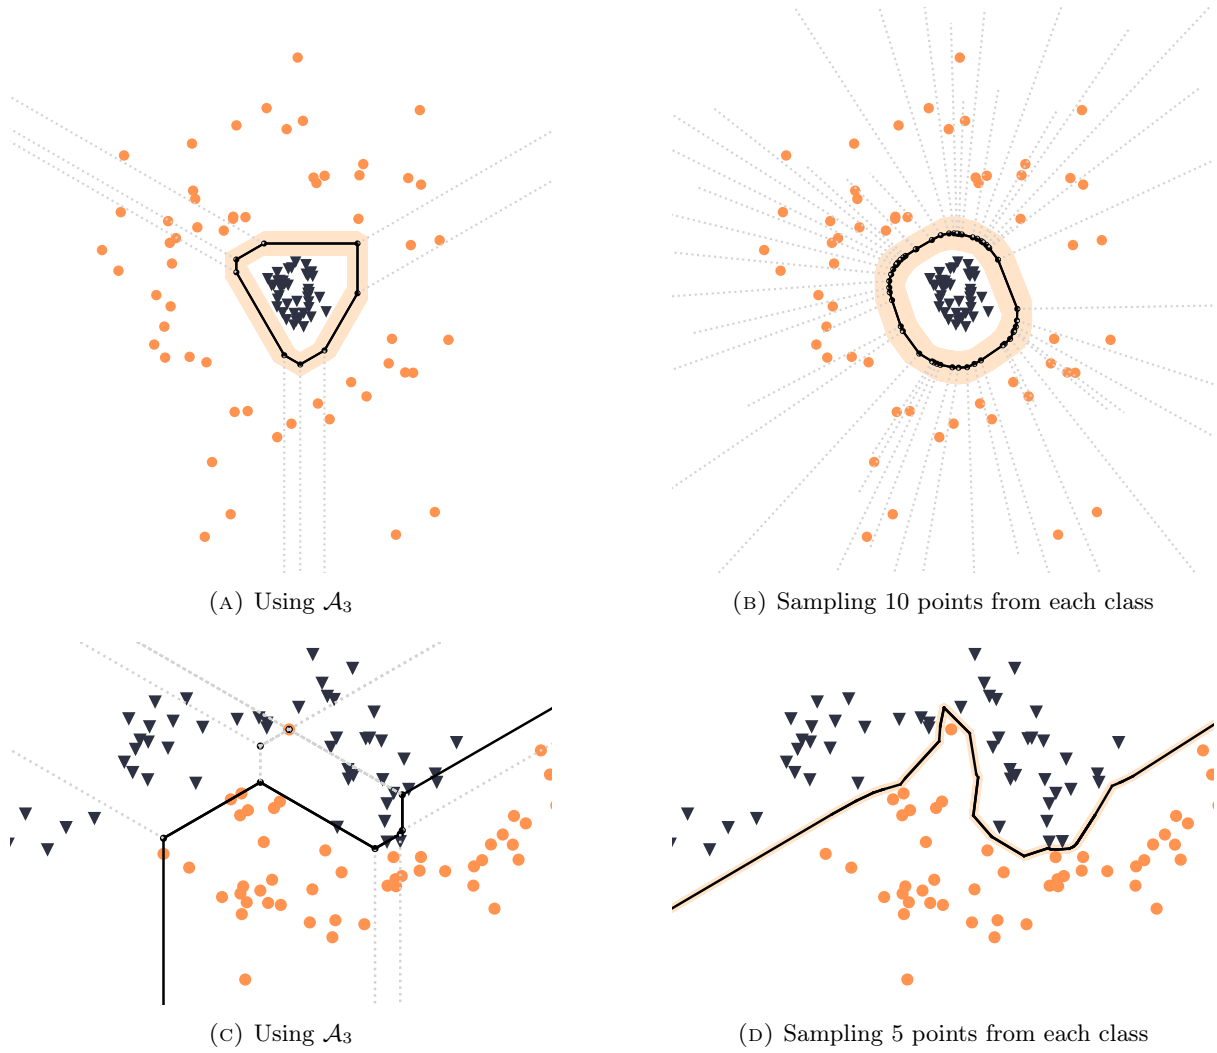 (A) Using 𝒜₃
(B) Sampling 10 points from each class
(C) Using 𝒜₃
(D) Sampling 5 points from each class